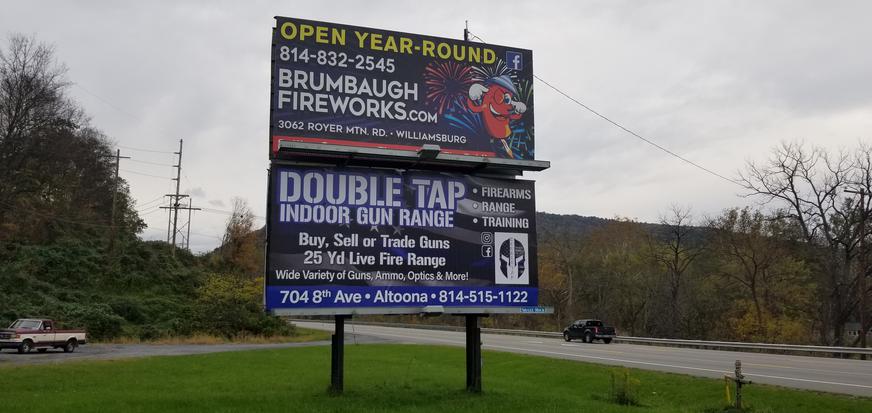 OPEN YEAR-ROUND
814-832-2545
BRUMBAUGH
FIREWORKS.COM
3062 ROYER MTN. RD. • WILLIAMSBURG
DOUBLE TAP
INDOOR GUN RANGE
• FIREARMS
• RANGE
• TRAINING
Buy, Sell or Trade Guns
25 Yd Live Fire Range
Wide Variety of Guns, Ammo, Optics & More!
704 8th Ave • Altoona • 814-515-1122